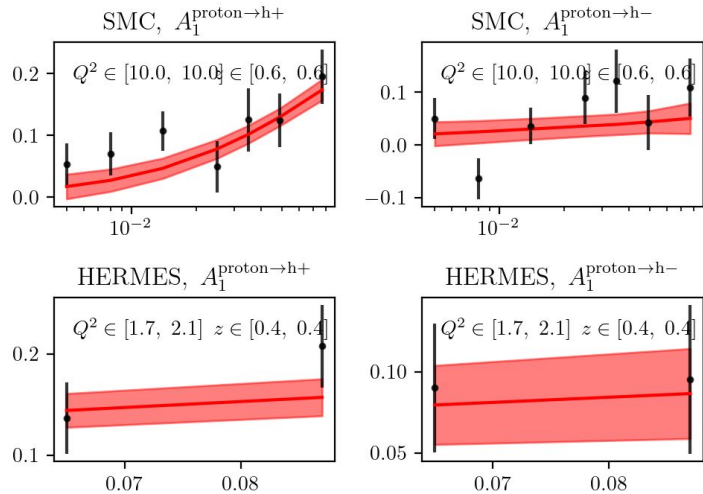 SMC, A_1^{proton→h+}
Q² ∈ [10.0, 10.0] z ∈ [0.6, 0.6]
0.2
0.1
0.0
10⁻²
SMC, A_1^{proton→h−}
Q² ∈ [10.0, 10.0] z ∈ [0.6, 0.6]
0.1
0.0
−0.1
10⁻²
HERMES, A_1^{proton→h+}
Q² ∈ [1.7, 2.1] z ∈ [0.4, 0.4]
0.2
0.1
0.07 0.08
HERMES, A_1^{proton→h−}
Q² ∈ [1.7, 2.1] z ∈ [0.4, 0.4]
0.10
0.05
0.07 0.08